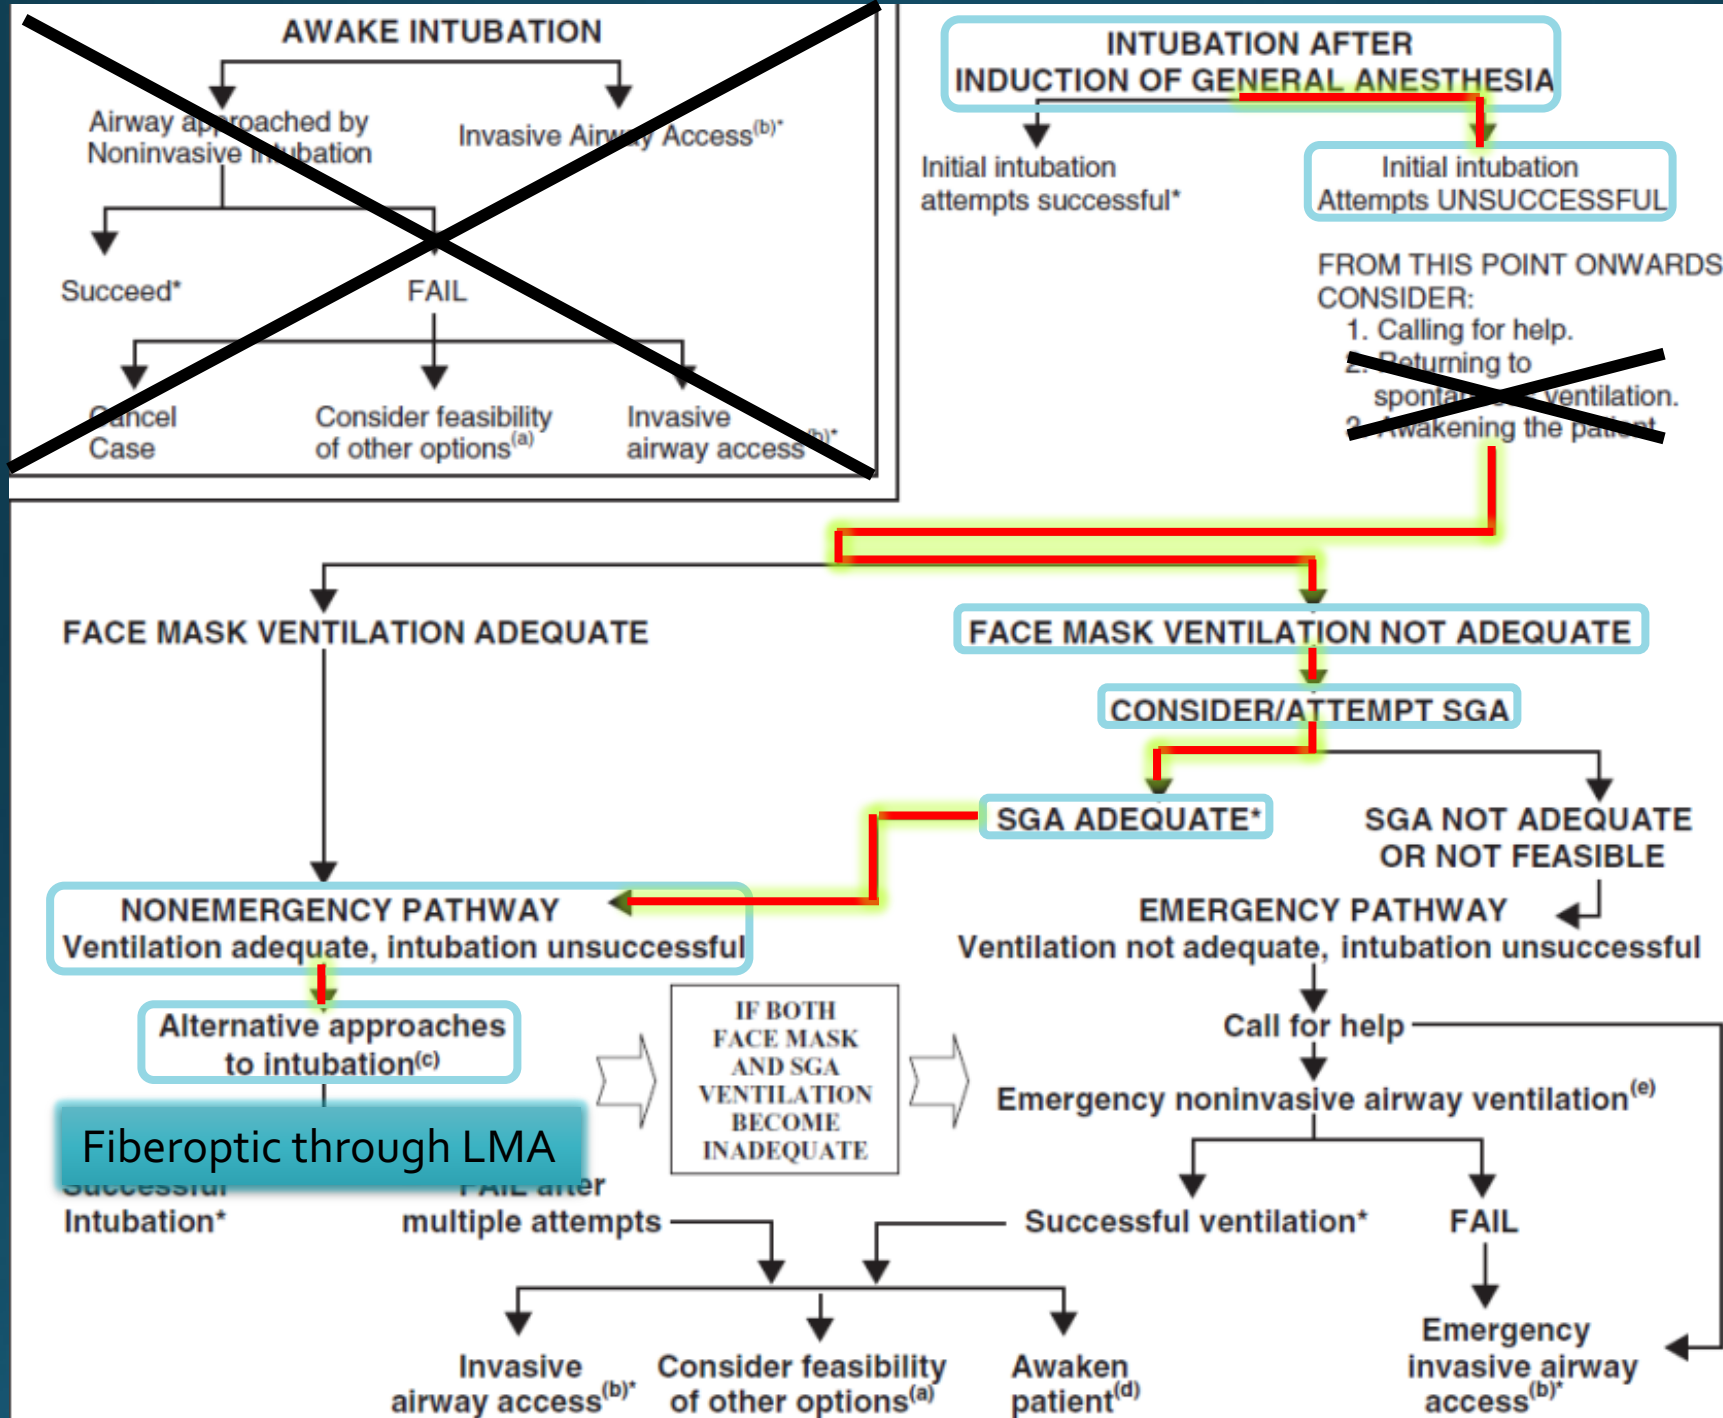 AWAKE INTUBATION
Airway approached by
Noninvasive Intubation
Invasive Airway Access(b)*
Succeed*
FAIL
Cancel
Case
Consider feasibility
of other options(a)
Invasive
airway access(b)*
INTUBATION AFTER
INDUCTION OF GENERAL ANESTHESIA
Initial intubation
attempts successful*
Initial intubation
Attempts UNSUCCESSFUL
FROM THIS POINT ONWARDS
CONSIDER:
1. Calling for help.
2. Returning to
spontaneous ventilation.
3. Awakening the patient
FACE MASK VENTILATION ADEQUATE
FACE MASK VENTILATION NOT ADEQUATE
CONSIDER/ATTEMPT SGA
SGA ADEQUATE*
SGA NOT ADEQUATE
OR NOT FEASIBLE
NONEMERGENCY PATHWAY
Ventilation adequate, intubation unsuccessful
EMERGENCY PATHWAY
Ventilation not adequate, intubation unsuccessful
Alternative approaches
to intubation(c)
IF BOTH
FACE MASK
AND SGA
VENTILATION
BECOME
INADEQUATE
Call for help
Emergency noninvasive airway ventilation(e)
Fiberoptic through LMA
Successful
Intubation*
FAIL after
multiple attempts
Successful ventilation*
FAIL
Invasive
airway access(b)*
Consider feasibility
of other options(a)
Awaken
patient(d)
Emergency
invasive airway
access(b)*